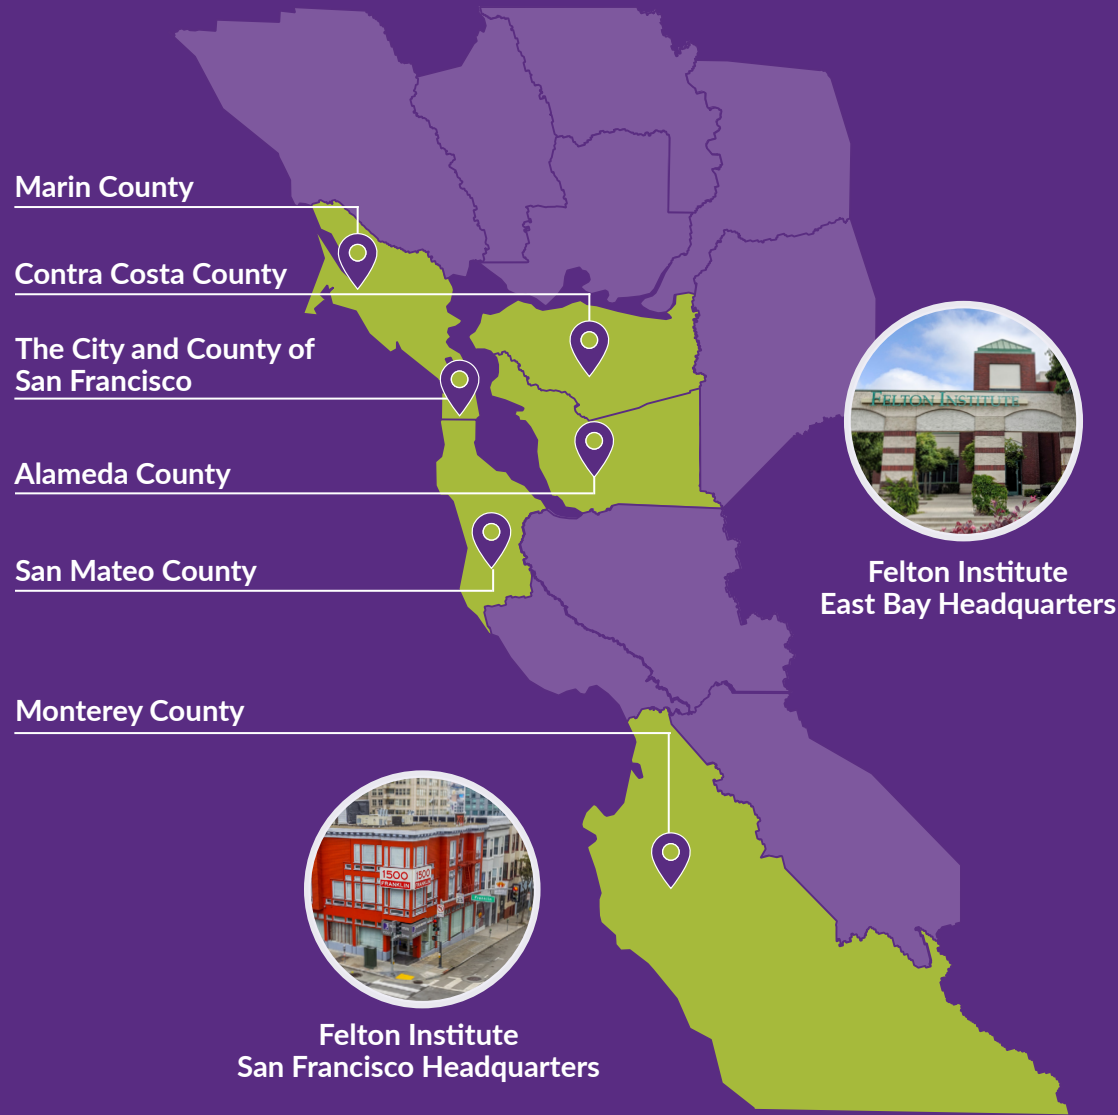 Marin County
Contra Costa County
The City and County of
San Francisco
Alameda County
San Mateo County
Monterey County
FELTON INSTITUTE
Felton Institute
East Bay Headquarters
1500
FRANKLIN
1500
FRANKLIN
Felton Institute
San Francisco Headquarters